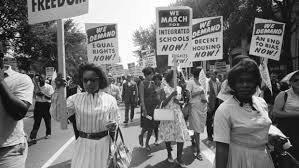 FREEDOM
WE
DEMAND
EQUAL
RIGHTS
NOW!
WE
MARCH
FOR
INTEGRATED
SCHOOLS
NOW!
WE
DEMAND
DECENT
HOUSING
NOW!
WE
DEMAND
AN END
TO BIAS
NOW!